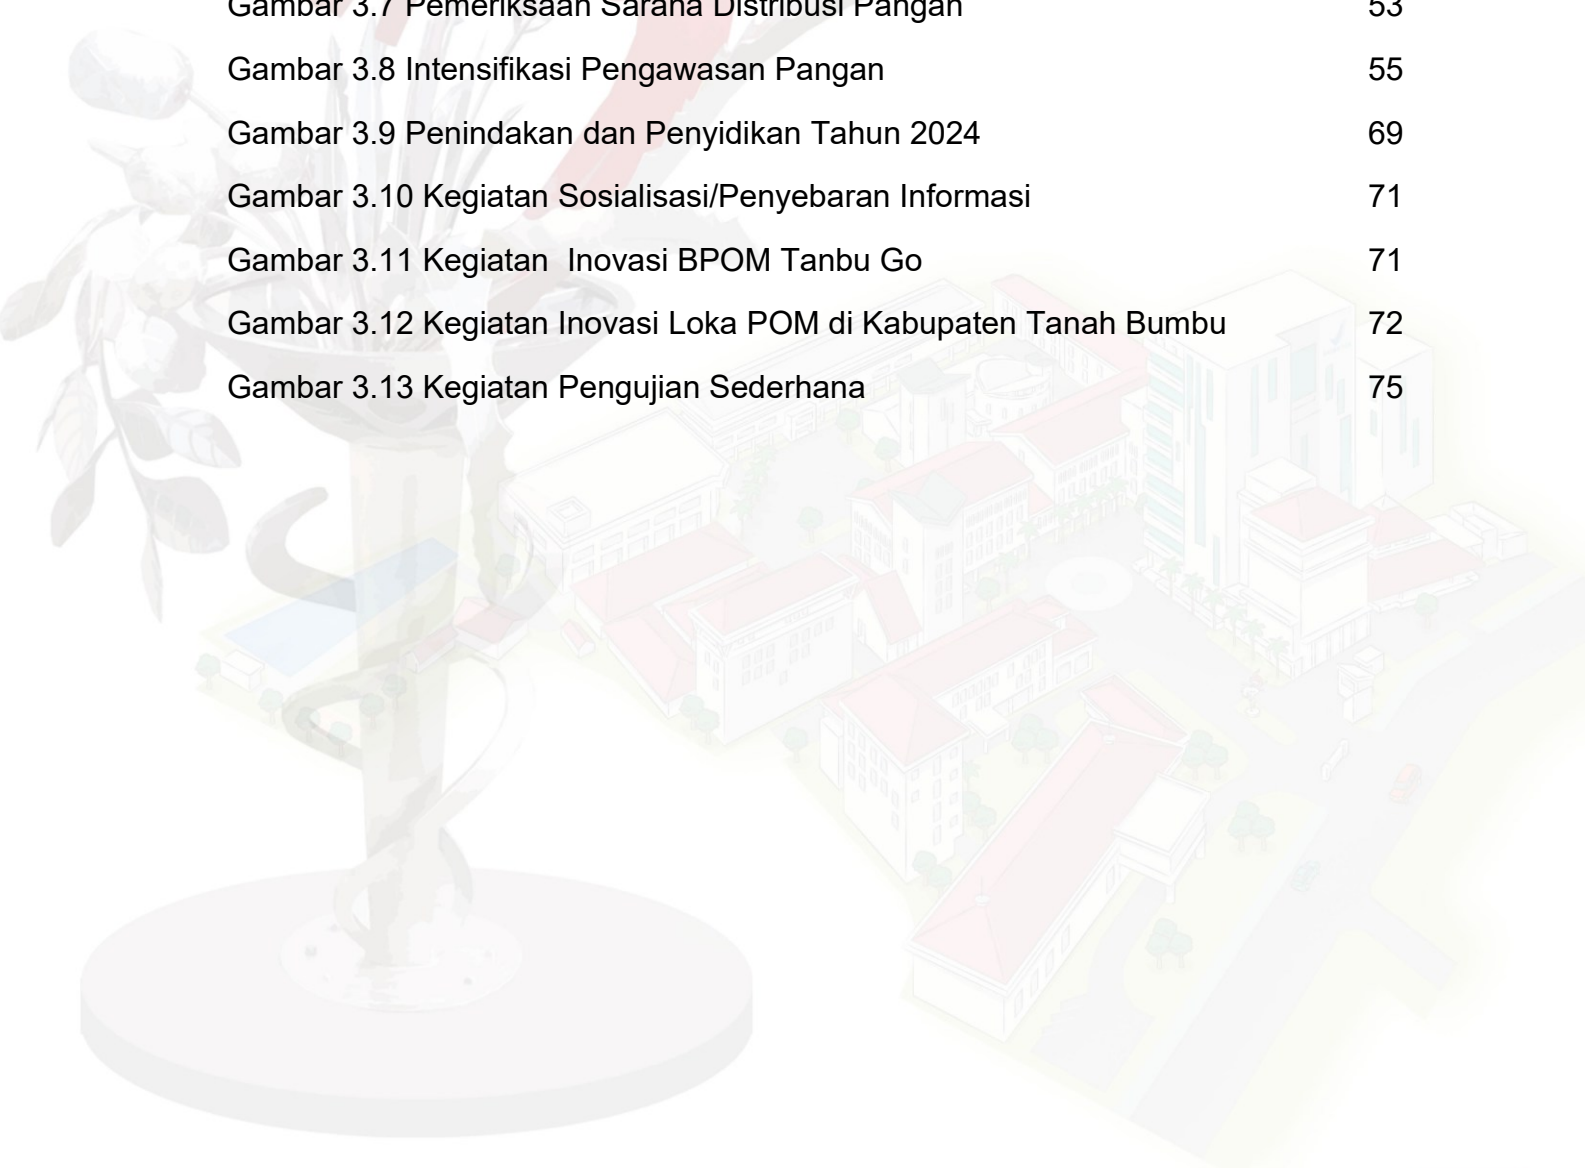 Gambar 3.7 Pemeriksaan Sarana Distribusi Pangan 53
Gambar 3.8 Intensifikasi Pengawasan Pangan 55
Gambar 3.9 Penindakan dan Penyidikan Tahun 2024 69
Gambar 3.10 Kegiatan Sosialisasi/Penyebaran Informasi 71
Gambar 3.11 Kegiatan  Inovasi BPOM Tanbu Go 71
Gambar 3.12 Kegiatan Inovasi Loka POM di Kabupaten Tanah Bumbu 72
Gambar 3.13 Kegiatan Pengujian Sederhana 75